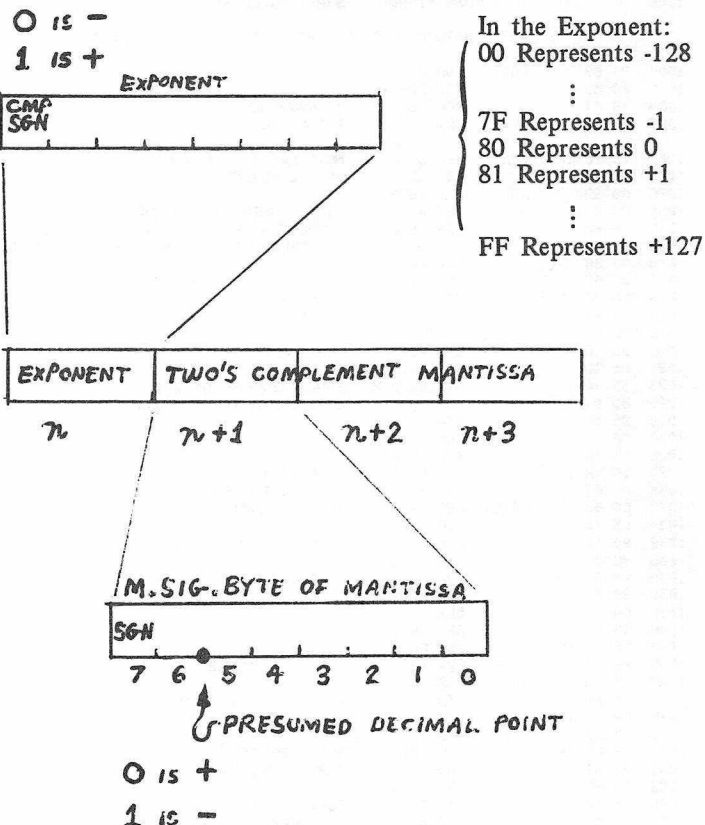 0 is -
1 is +
EXPONENT
CMP
SGN
In the Exponent:
00 Represents -128
⋮
7F Represents -1
80 Represents 0
81 Represents +1
⋮
FF Represents +127
EXPONENT TWO'S COMPLEMENT MANTISSA
n n+1 n+2 n+3
M.SIG.BYTE OF MANTISSA
SGN
7 6 5 4 3 2 1 0
PRESUMED DECIMAL POINT
0 is +
1 is -